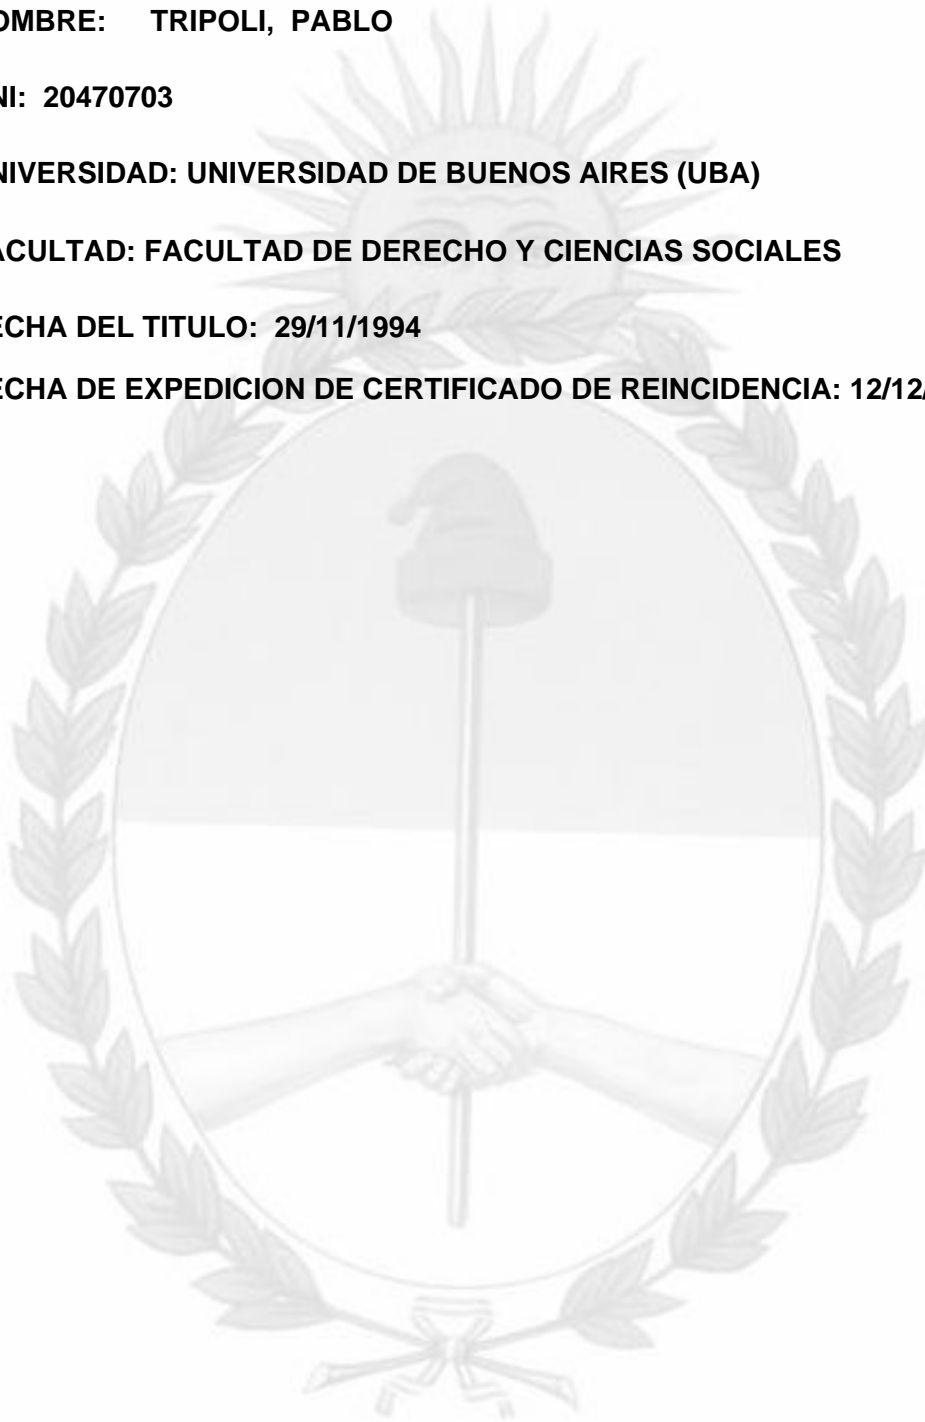 OMBRE: TRIPOLI, PABLO
NI: 20470703
NIVERSIDAD: UNIVERSIDAD DE BUENOS AIRES (UBA)
ACULTAD: FACULTAD DE DERECHO Y CIENCIAS SOCIALES
ECHA DEL TITULO: 29/11/1994
ECHA DE EXPEDICION DE CERTIFICADO DE REINCIDENCIA: 12/12/